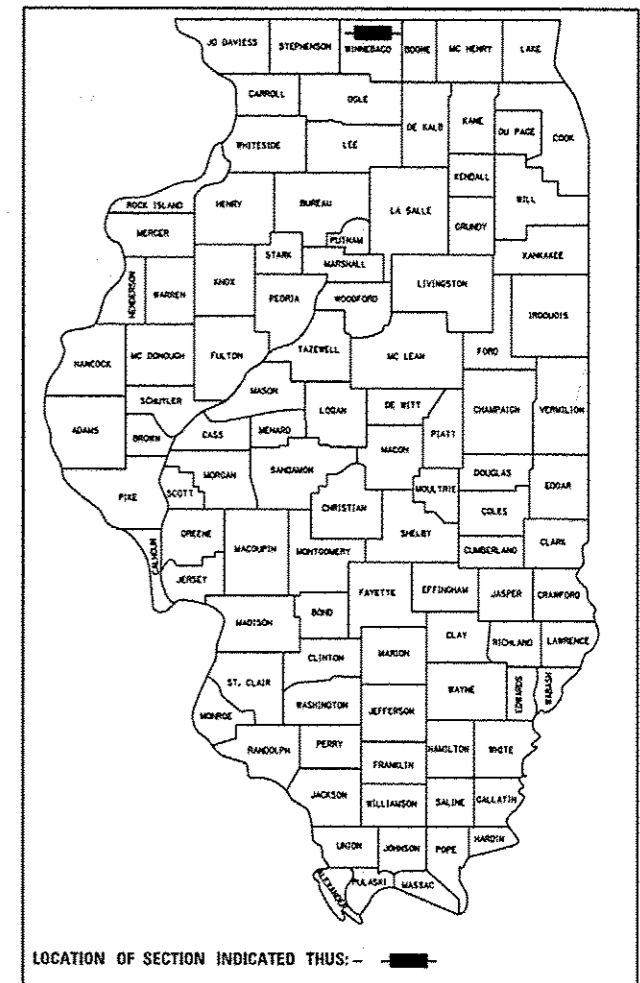 JO DAVIESS
STEPHENSON
WINNEBAGO
BOONE
MC HENRY
LAKE
CARROLL
OGLE
DE KALB
KANE
DU PAGE
COOK
WHITESIDE
LEE
KENDALL
WILL
ROCK ISLAND
HENRY
BUREAU
LA SALLE
GRUNDY
MERCER
PUTNAM
KANKAKEE
STARK
MARSHALL
HENDERSON
WARREN
KNOX
PEORIA
WOODFORD
LIVINGSTON
IROQUOIS
HANCOCK
MC DONOUGH
FULTON
TAZEWELL
MC LEAN
FORD
SCHUYLER
MASON
LOGAN
DE WITT
CHAMPAIGN
VERMILION
ADAMS
BROWN
CASS
MENARD
MACON
PIATT
PIKE
SCOTT
MORGAN
SANGAMON
CHRISTIAN
MOULTRIE
DOUGLAS
EDGAR
COLES
CALHOUN
GREENE
MACOUPIN
MONTGOMERY
SHELBY
CUMBERLAND
CLARK
JERSEY
FAYETTE
EFFINGHAM
JASPER
CRAWFORD
MADISON
BOND
CLAY
RICHLAND
LAWRENCE
CLINTON
MARION
ST. CLAIR
WAYNE
EDWARDS
WABASH
MONROE
WASHINGTON
JEFFERSON
RANDOLPH
PERRY
HAMILTON
WHITE
FRANKLIN
JACKSON
WILLIAMSON
SALINE
GALLATIN
UNION
JOHNSON
POPE
HARDIN
ALEXANDER
PULASKI
MASSAC
LOCATION OF SECTION INDICATED THUS: -